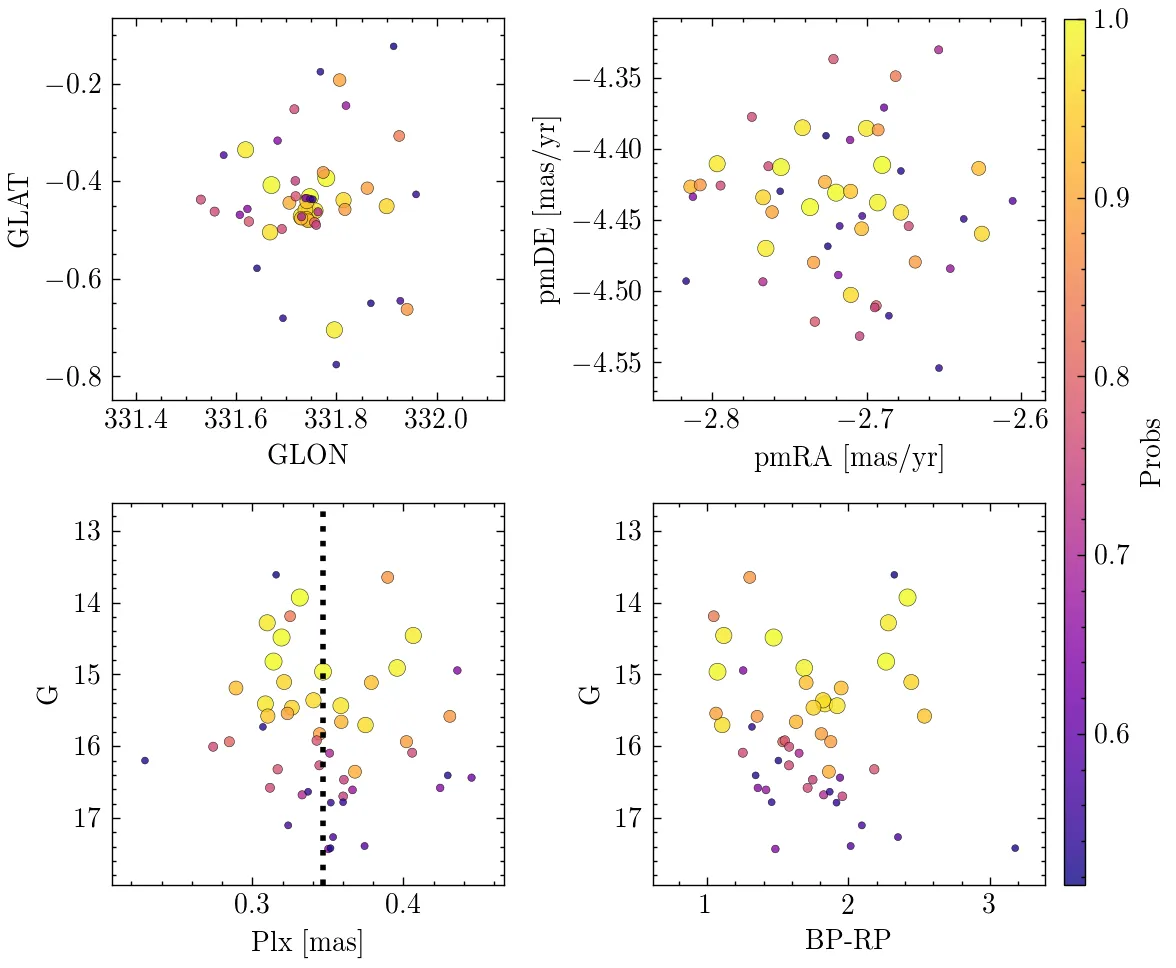 −0.2
−0.4
−0.6
−0.8
GLAT
331.4 331.6 331.8 332.0
GLON
−4.35
−4.40
−4.45
−4.50
−4.55
pmDE [mas/yr]
−2.8 −2.7 −2.6
pmRA [mas/yr]
13
14
15
16
17
G
0.3 0.4
Plx [mas]
13
14
15
16
17
G
1 2 3
BP-RP
1.0
0.9
0.8
0.7
0.6
Probs